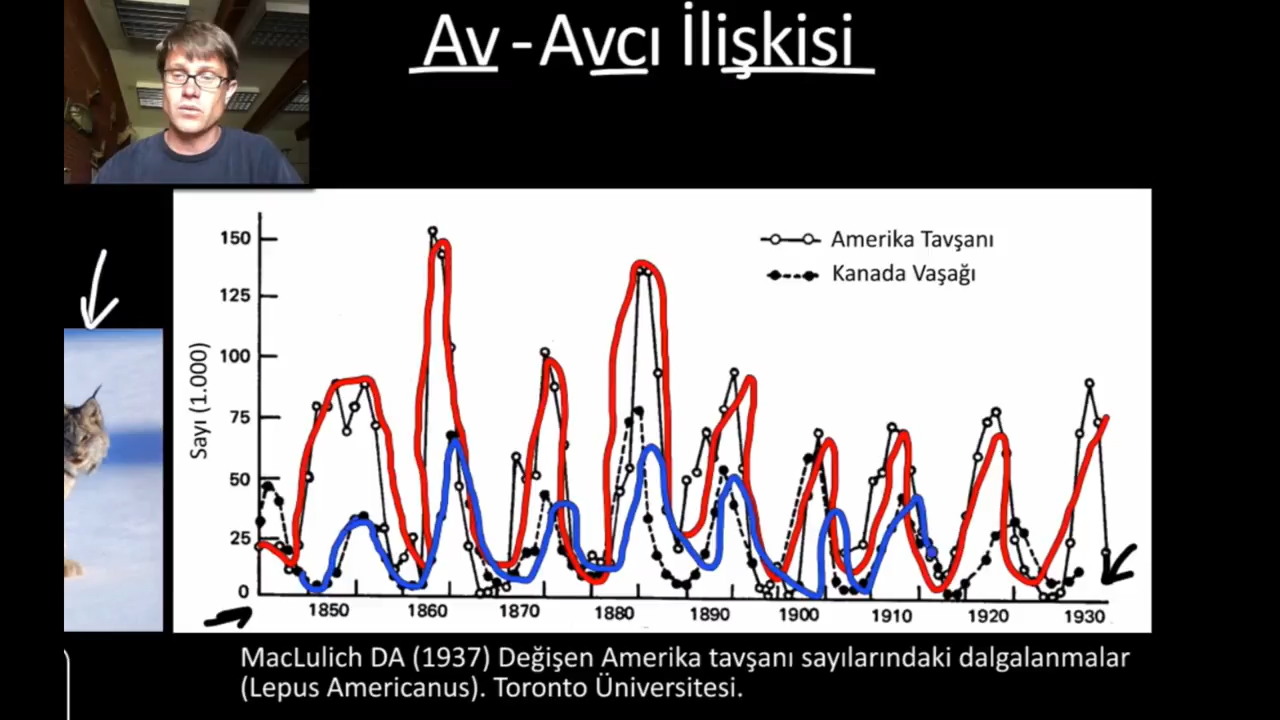 Av - Avcı İlişkisi
Amerika Tavşanı
Kanada Vaşağı
Sayı (1.000)
150
125
100
75
50
25
0
1850 1860 1870 1880 1890 1900 1910 1920 1930
MacLulich DA (1937) Değişen Amerika tavşanı sayılarındaki dalgalanmalar
(Lepus Americanus). Toronto Üniversitesi.